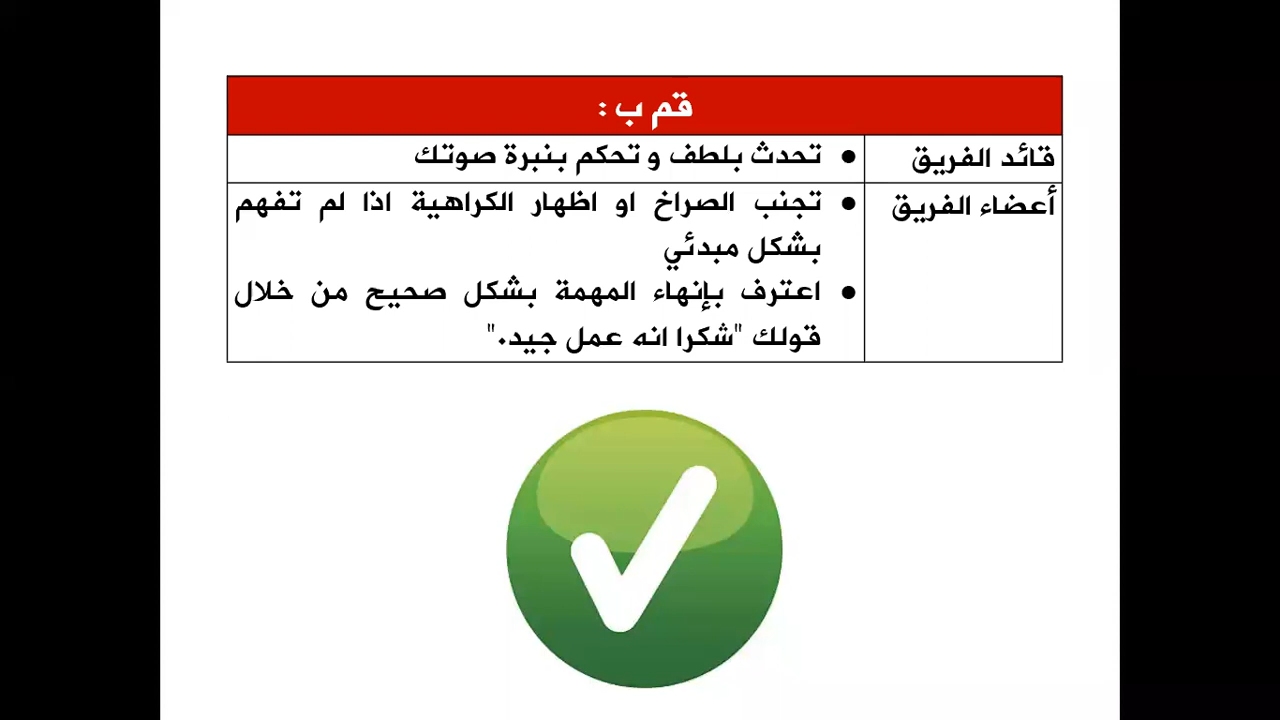 قم ب :
قائد الفريق
• تحدث بلطف و تحكم بنبرة صوتك
أعضاء الفريق
• تجنب الصراخ او اظهار الكراهية اذا لم تفهم
بشكل مبدئي
• اعترف بإنهاء المهمة بشكل صحيح من خلال
قولك "شكرا انه عمل جيد."